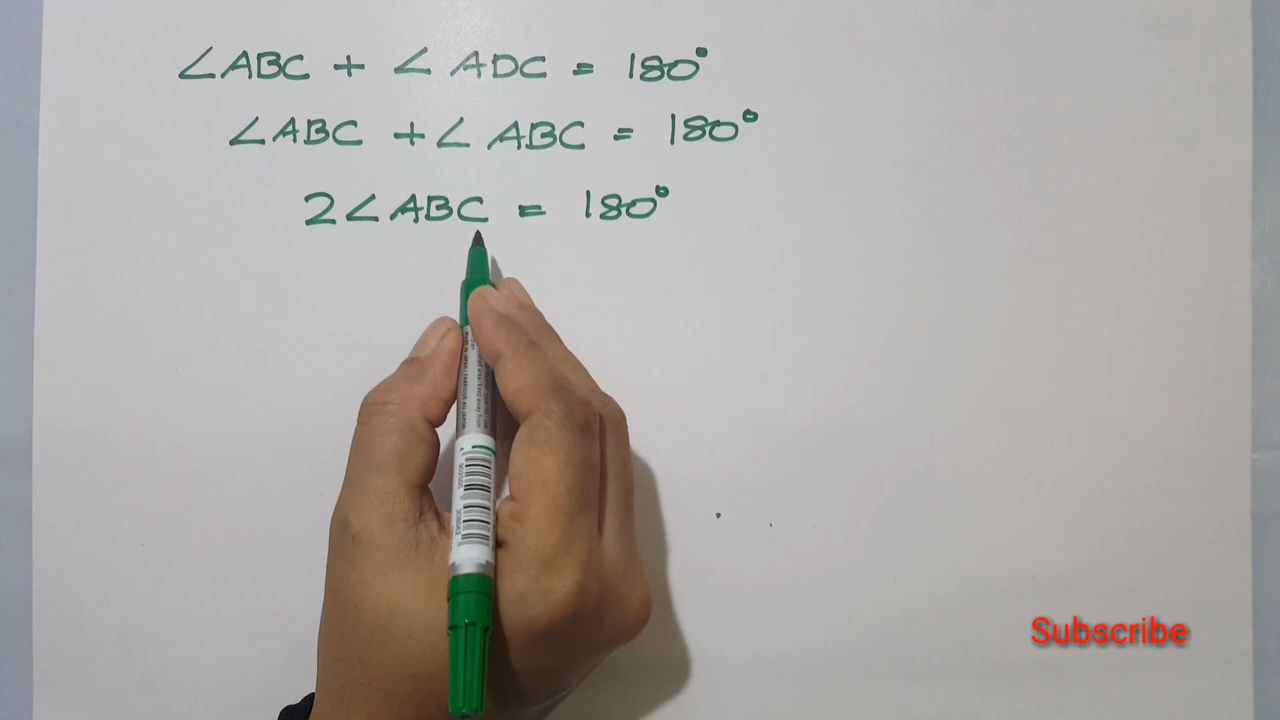 ∠ABC + ∠ADC = 180°
∠ABC + ∠ABC = 180°
2∠ABC = 180°
Subscribe